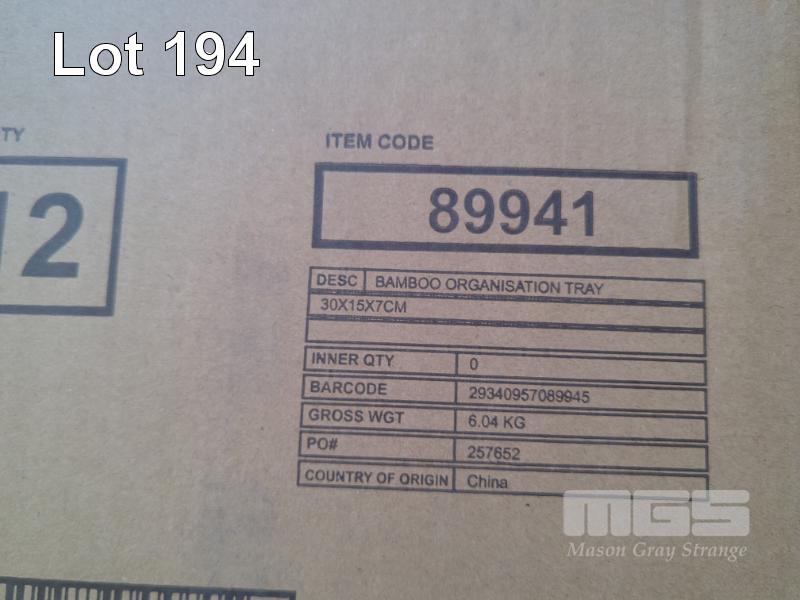 Lot 194
TY
12
ITEM CODE
89941
DESC BAMBOO ORGANISATION TRAY
30X15X7CM
INNER QTY 0
BARCODE 29340957089945
GROSS WGT 6.04 KG
PO# 257652
COUNTRY OF ORIGIN China
MGS
Mason Gray Strange